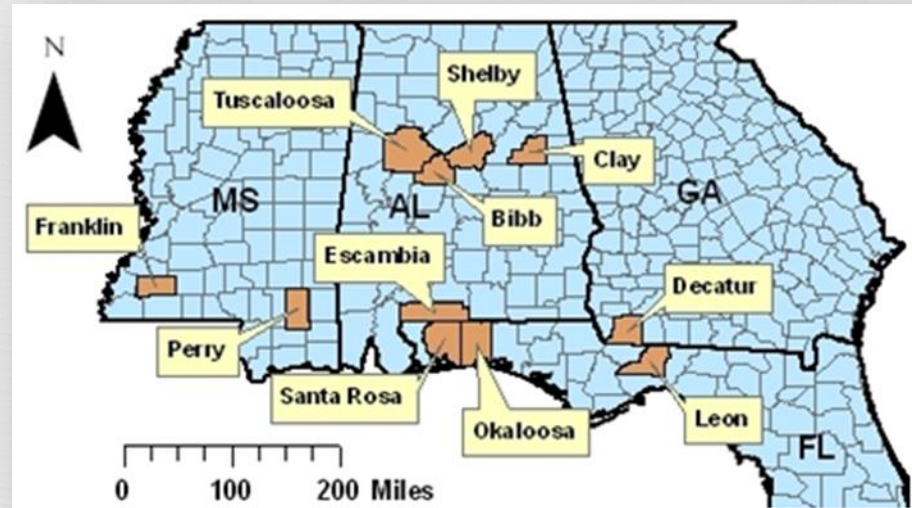 N
Shelby
Tuscaloosa
Clay
MS
AL
GA
Bibb
Franklin
Escambia
Decatur
Perry
Santa Rosa
Okaloosa
Leon
FL
0 100 200 Miles